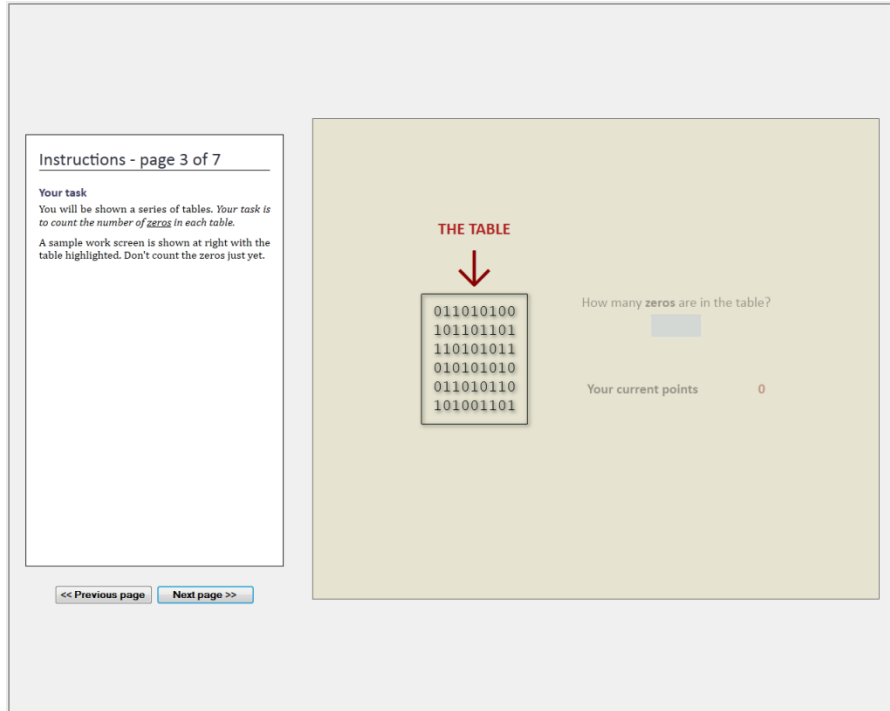 Instructions - page 3 of 7
Your task
You will be shown a series of tables. Your task is
to count the number of zeros in each table.
A sample work screen is shown at right with the
table highlighted. Don't count the zeros just yet.
<< Previous page
Next page >>
THE TABLE
011010100
101101101
110101011
010101010
011010110
101001101
How many zeros are in the table?
Your current points 0